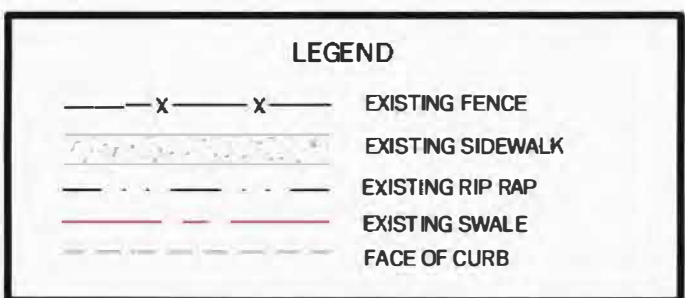 LEGEND
x x EXISTING FENCE
EXISTING SIDEWALK
EXISTING RIP RAP
EXISTING SWALE
FACE OF CURB